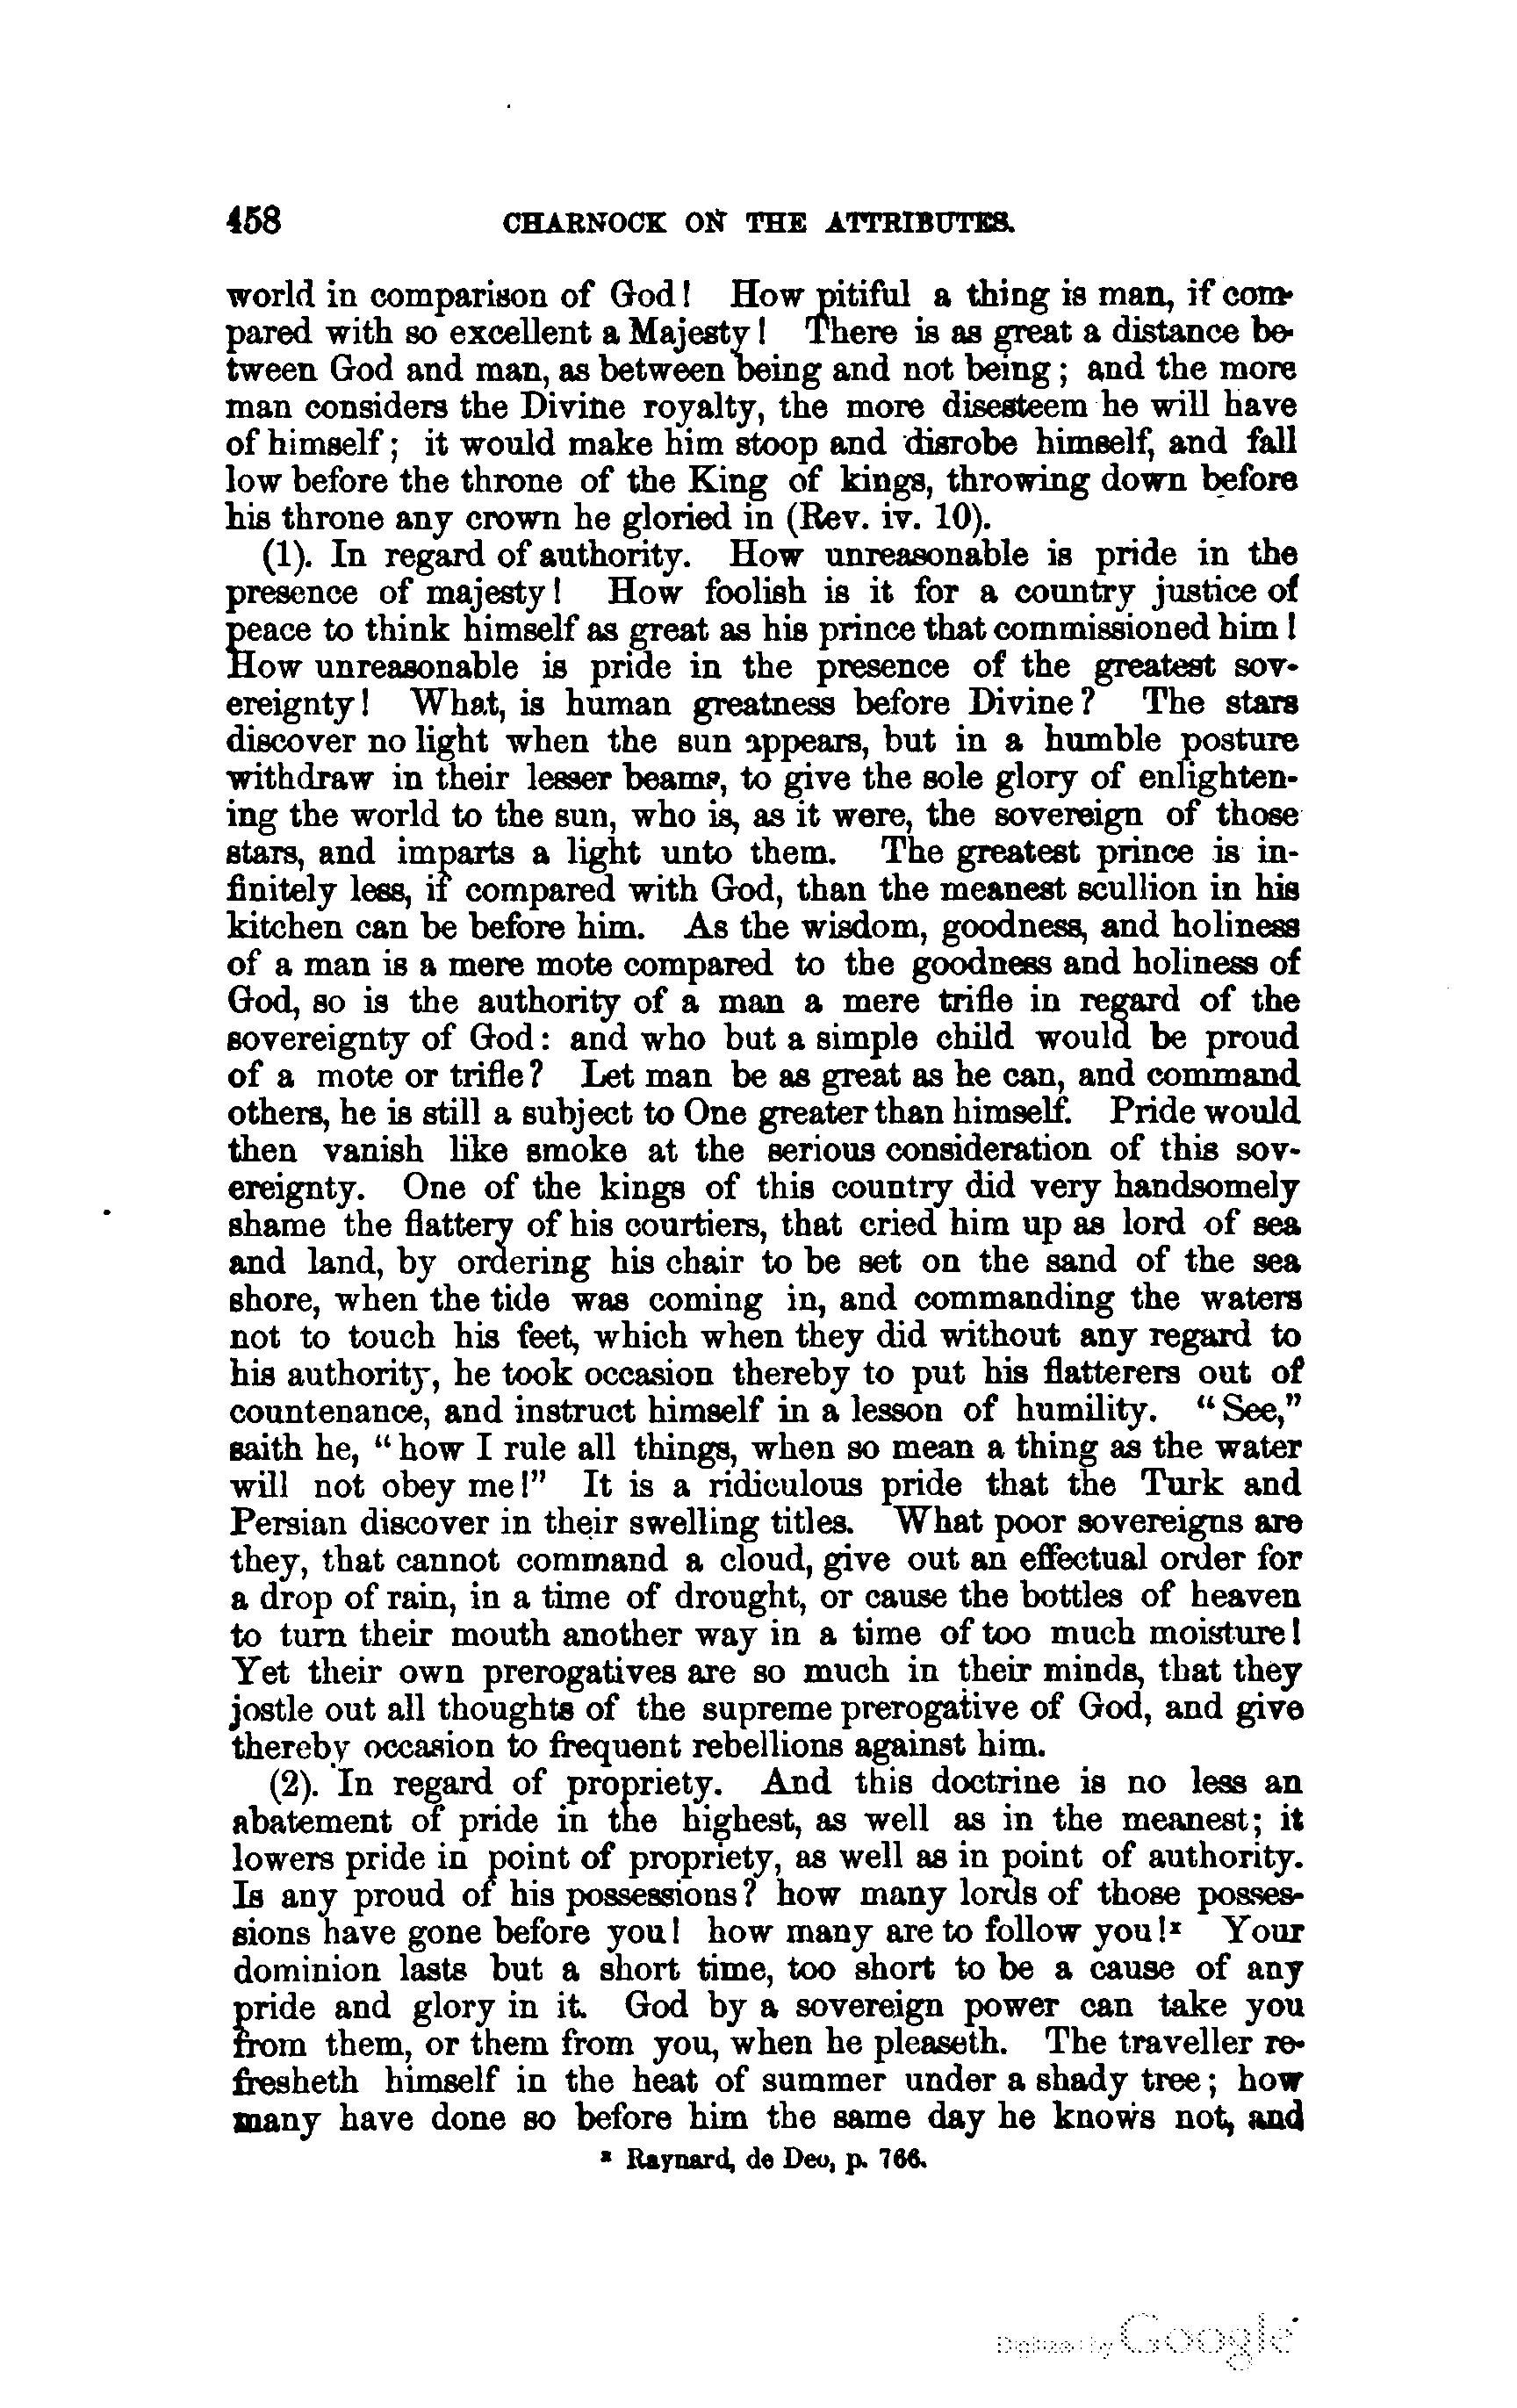 458 CHARNOCK ON THE ATTRIBUTES.
world in comparison of God! How pitiful a thing is man, if com-
pared with so excellent a Majesty! There is as great a distance be-
tween God and man, as between being and not being; and the more
man considers the Divine royalty, the more disesteem he will have
of himself; it would make him stoop and disrobe himself, and fall
low before the throne of the King of kings, throwing down before
his throne any crown he gloried in (Rev. iv. 10).
(1). In regard of authority. How unreasonable is pride in the
presence of majesty! How foolish is it for a country justice of
peace to think himself as great as his prince that commissioned him!
How unreasonable is pride in the presence of the greatest sov-
ereignty! What, is human greatness before Divine? The stars
discover no light when the sun appears, but in a humble posture
withdraw in their lesser beams, to give the sole glory of enlighten-
ing the world to the sun, who is, as it were, the sovereign of those
stars, and imparts a light unto them. The greatest prince is in-
finitely less, if compared with God, than the meanest scullion in his
kitchen can be before him. As the wisdom, goodness, and holiness
of a man is a mere mote compared to the goodness and holiness of
God, so is the authority of a man a mere trifle in regard of the
sovereignty of God: and who but a simple child would be proud
of a mote or trifle? Let man be as great as he can, and command
others, he is still a subject to One greater than himself. Pride would
then vanish like smoke at the serious consideration of this sov-
ereignty. One of the kings of this country did very handsomely
shame the flattery of his courtiers, that cried him up as lord of sea
and land, by ordering his chair to be set on the sand of the sea
shore, when the tide was coming in, and commanding the waters
not to touch his feet, which when they did without any regard to
his authority, he took occasion thereby to put his flatterers out of
countenance, and instruct himself in a lesson of humility. "See,"
saith he, "how I rule all things, when so mean a thing as the water
will not obey me!" It is a ridiculous pride that the Turk and
Persian discover in their swelling titles. What poor sovereigns are
they, that cannot command a cloud, give out an effectual order for
a drop of rain, in a time of drought, or cause the bottles of heaven
to turn their mouth another way in a time of too much moisture!
Yet their own prerogatives are so much in their minds, that they
jostle out all thoughts of the supreme prerogative of God, and give
thereby occasion to frequent rebellions against him.
(2). In regard of propriety. And this doctrine is no less an
abatement of pride in the highest, as well as in the meanest; it
lowers pride in point of propriety, as well as in point of authority.
Is any proud of his possessions? how many lords of those posses-
sions have gone before you! how many are to follow you!x Your
dominion lasts but a short time, too short to be a cause of any
pride and glory in it. God by a sovereign power can take you
from them, or them from you, when he pleaseth. The traveller re-
fresheth himself in the heat of summer under a shady tree; how
many have done so before him the same day he knows not, and
x Raynard, de Deo, p. 766.
Digitized by Google